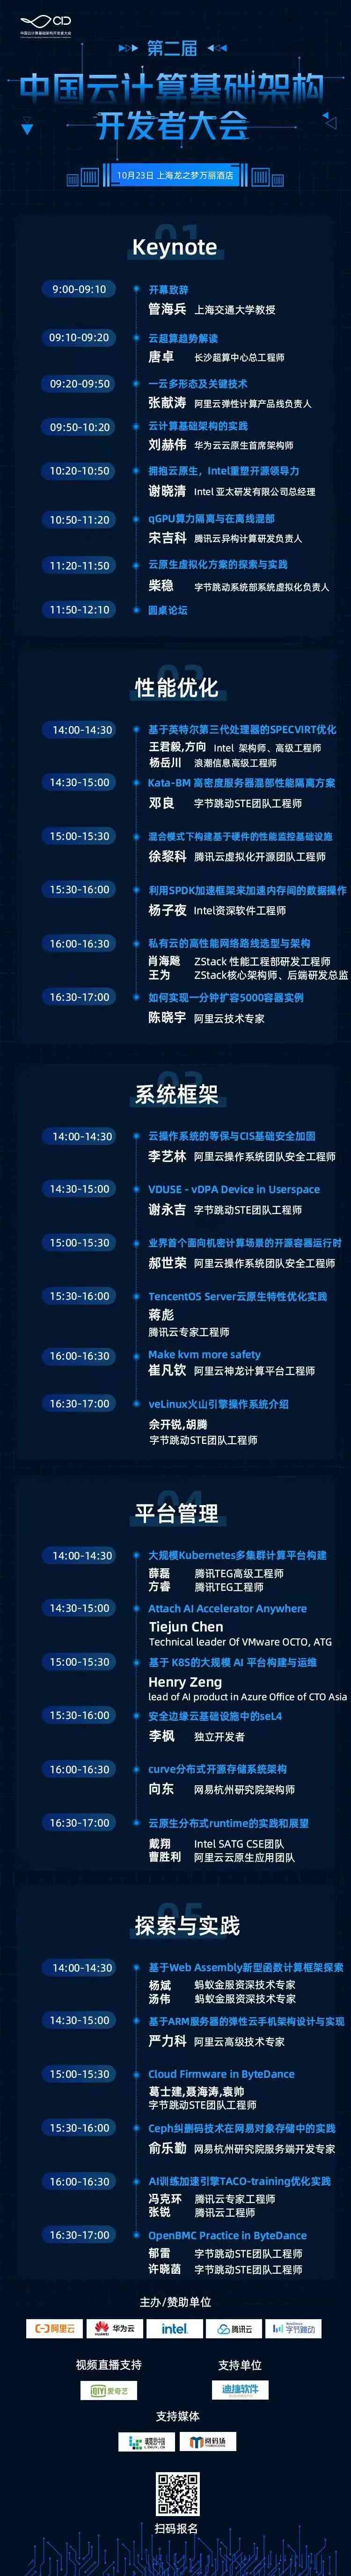 中国云计算基础架构开发者大会
第二届
中国云计算基础架构
开发者大会
10月23日 上海龙之梦万丽酒店
01
Keynote
9:00-09:10
开幕致辞
管海兵 上海交通大学教授
09:10-09:20
云超算趋势解读
唐卓 长沙超算中心总工程师
09:20-09:50
一云多形态及关键技术
张献涛 阿里云弹性计算产品线负责人
09:50-10:20
云计算基础架构的实践
刘赫伟 华为云云原生首席架构师
10:20-10:50
拥抱云原生，Intel重塑开源领导力
谢晓清 Intel 亚太研发有限公司总经理
10:50-11:20
qGPU算力隔离与在离线混部
宋吉科 腾讯云异构计算研发负责人
11:20-11:50
云原生虚拟化方案的探索与实践
柴稳 字节跳动系统部系统虚拟化负责人
11:50-12:10
圆桌论坛
02
性能优化
14:00-14:30
基于英特尔第三代处理器的SPECVIRT优化
王君毅,方向 Intel 架构师、高级工程师
杨岳川 浪潮信息高级工程师
14:30-15:00
Kata-BM 高密度服务器混部性能隔离方案
邓良 字节跳动STE团队工程师
15:00-15:30
混合模式下构建基于硬件的性能监控基础设施
徐黎科 腾讯云虚拟化开源团队工程师
15:30-16:00
利用SPDK加速框架来加速内存间的数据操作
杨子夜 Intel资深软件工程师
16:00-16:30
私有云的高性能网络路线选型与架构
肖海飚 ZStack 性能工程部研发工程师
王为 ZStack核心架构师、后端研发总监
16:30-17:00
如何实现一分钟扩容5000容器实例
陈晓宇 阿里云技术专家
03
系统框架
14:00-14:30
云操作系统的等保与CIS基础安全加固
李艺林 阿里云操作系统团队安全工程师
14:30-15:00
VDUSE - vDPA Device in Userspace
谢永吉 字节跳动STE团队工程师
15:00-15:30
业界首个面向机密计算场景的开源容器运行时
郝世荣 阿里云操作系统团队安全工程师
15:30-16:00
TencentOS Server云原生特性优化实践
蒋彪
腾讯云专家工程师
16:00-16:30
Make kvm more safety
崔凡钦 阿里云神龙计算平台工程师
16:30-17:00
veLinux火山引擎操作系统介绍
佘开锐,胡腾
字节跳动STE团队工程师
04
平台管理
14:00-14:30
大规模Kubernetes多集群计算平台构建
薛磊 腾讯TEG高级工程师
方睿 腾讯TEG工程师
14:30-15:00
Attach AI Accelerator Anywhere
Tiejun Chen
Technical leader Of VMware OCTO, ATG
15:00-15:30
基于 K8S的大规模 AI 平台构建与运维
Henry Zeng
lead of AI product in Azure Office of CTO Asia
15:30-16:00
安全边缘云基础设施中的seL4
李枫 独立开发者
16:00-16:30
curve分布式开源存储系统架构
向东 网易杭州研究院架构师
16:30-17:00
云原生分布式runtime的实践和展望
戴翔 Intel SATG CSE团队
曹胜利 阿里云云原生应用团队
05
探索与实践
14:00-14:30
基于Web Assembly新型函数计算框架探索
杨斌 蚂蚁金服资深技术专家
汤伟 蚂蚁金服资深技术专家
14:30-15:00
基于ARM服务器的弹性云手机架构设计与实现
严力科 阿里云高级技术专家
15:00-15:30
Cloud Firmware in ByteDance
葛士建,聂海涛,袁帅
字节跳动STE团队工程师
15:30-16:00
Ceph纠删码技术在网易对象存储中的实践
俞乐勤 网易杭州研究院服务端开发专家
16:00-16:30
AI训练加速引擎TACO-training优化实践
冯克环 腾讯云专家工程师
张锐 腾讯云工程师
16:30-17:00
OpenBMC Practice in ByteDance
郁雷 字节跳动STE团队工程师
许晓菡 字节跳动STE团队工程师
主办/赞助单位
阿里云 华为云 intel 腾讯云 字节跳动
视频直播支持 支持单位
iQIYI 爱奇艺 迪捷软件
支持媒体
扫码报名